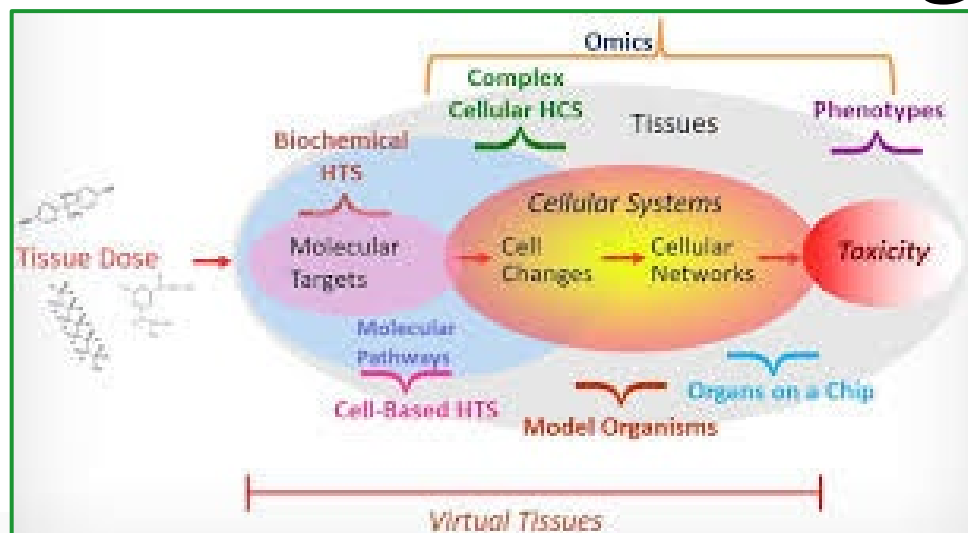 Omics
Complex
Cellular HCS
Phenotypes
Tissues
Biochemical
HTS
Cellular Systems
Tissue Dose
Molecular
Targets
Cell
Changes
Cellular
Networks
Toxicity
Molecular
Pathways
Cell-Based HTS
Organs on a Chip
Model Organisms
Virtual Tissues